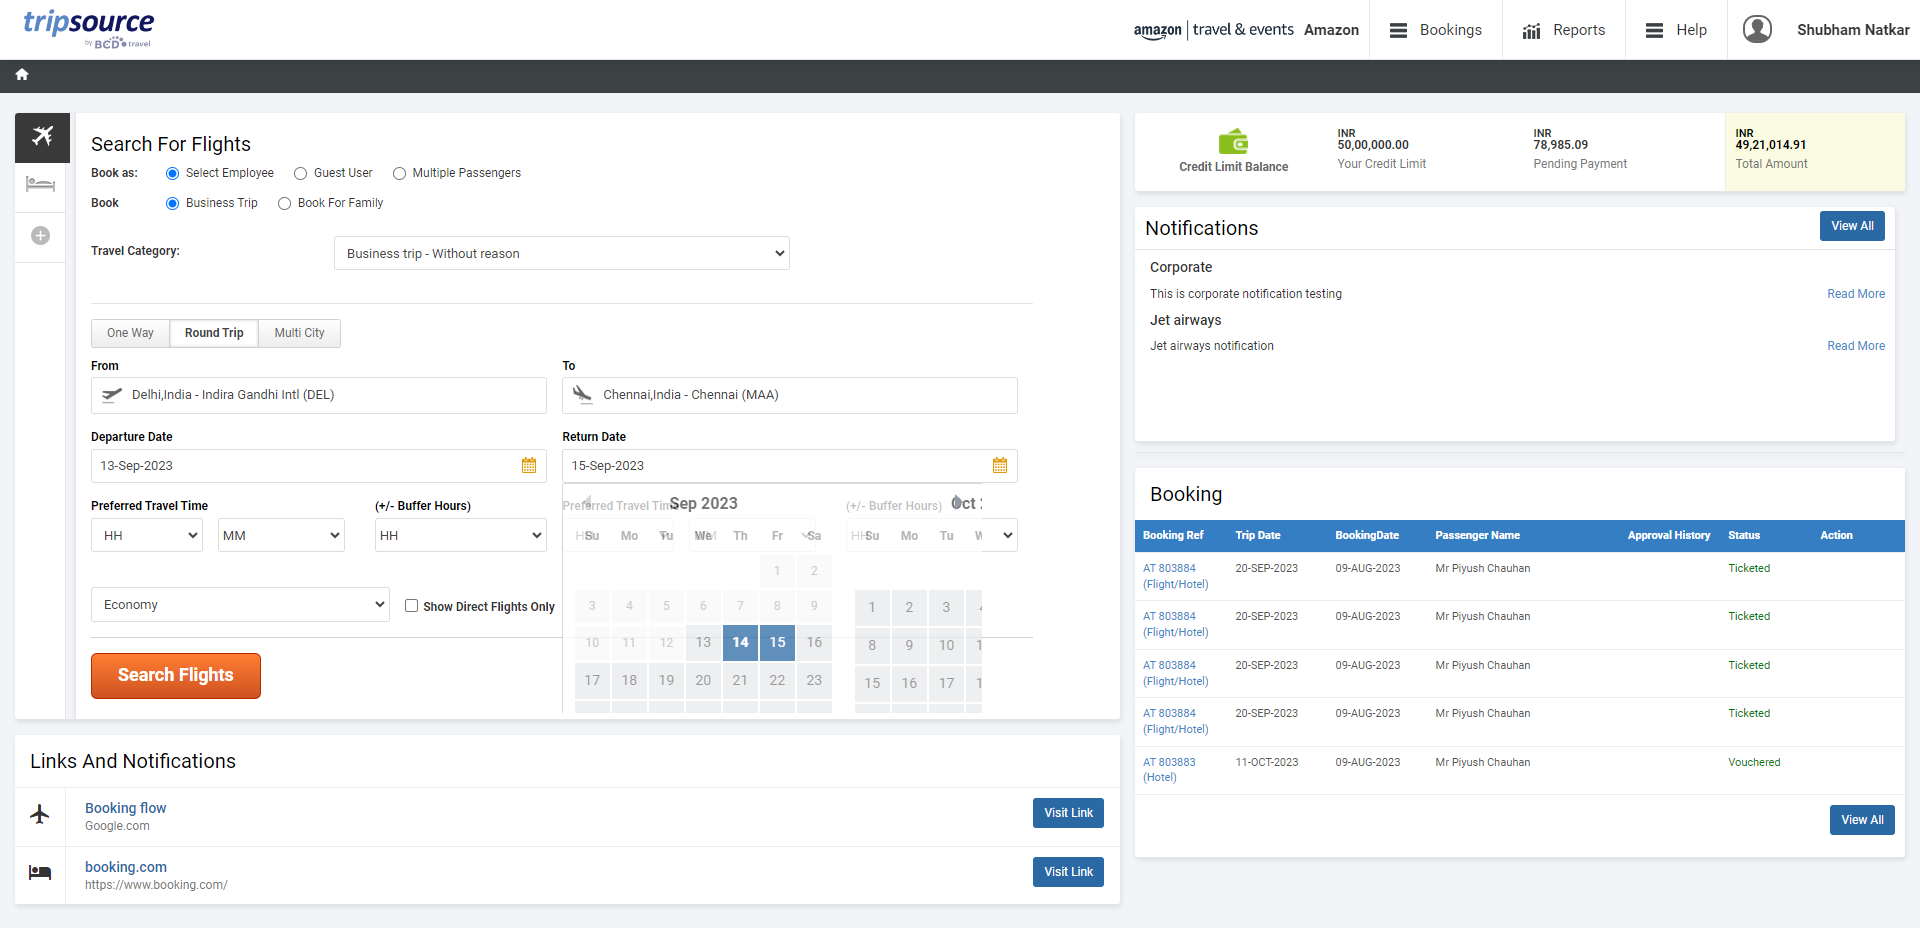 tripsource
by BCD travel
amazon | travel & events Amazon
Bookings
Reports
Help
Shubham Natkar
Search For Flights
Book as: Select Employee Guest User Multiple Passengers
Book Business Trip Book For Family
Travel Category: Business trip - Without reason
One Way Round Trip Multi City
From To
Delhi,India - Indira Gandhi Intl (DEL) Chennai,India - Chennai (MAA)
Departure Date Return Date
13-Sep-2023 15-Sep-2023
Preferred Travel Time (+/- Buffer Hours) Preferred Travel Time Sep 2023 (+/- Buffer Hours) Oct
HH MM HH HH Su Mo Tu We MM Th Fr Sa HH Su Mo Tu
1 2
Economy Show Direct Flights Only 3 4 5 6 7 8 9 1 2 3
10 11 12 13 14 15 16 8 9 10
17 18 19 20 21 22 23 15 16 17
Search Flights
Links And Notifications
Booking flow
Google.com
Visit Link
booking.com
https://www.booking.com/
Visit Link
Credit Limit Balance
INR
50,00,000.00
Your Credit Limit
INR
78,985.09
Pending Payment
INR
49,21,014.91
Total Amount
Notifications View All
Corporate
This is corporate notification testing Read More
Jet airways
Jet airways notification Read More
Booking
Booking Ref Trip Date BookingDate Passenger Name Approval History Status Action
AT 803884 20-SEP-2023 09-AUG-2023 Mr Piyush Chauhan Ticketed
(Flight/Hotel)
AT 803884 20-SEP-2023 09-AUG-2023 Mr Piyush Chauhan Ticketed
(Flight/Hotel)
AT 803884 20-SEP-2023 09-AUG-2023 Mr Piyush Chauhan Ticketed
(Flight/Hotel)
AT 803884 20-SEP-2023 09-AUG-2023 Mr Piyush Chauhan Ticketed
(Flight/Hotel)
AT 803883 11-OCT-2023 09-AUG-2023 Mr Piyush Chauhan Vouchered
(Hotel)
View All